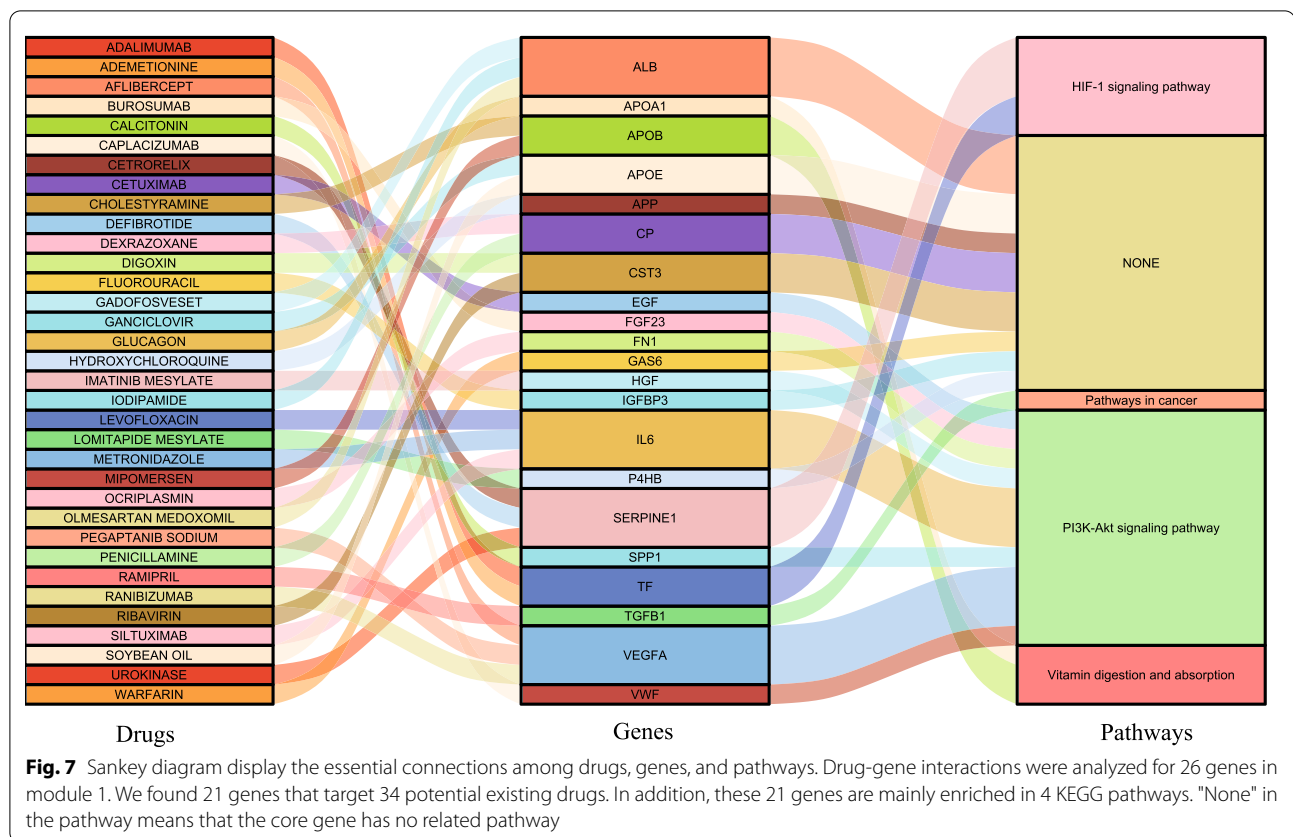 ADALIMUMAB
ADEMETIONINE
AFLIBERCEPT
BUROSUMAB
CALCITONIN
CAPLACIZUMAB
CETRORELIX
CETUXIMAB
CHOLESTYRAMINE
DEFIBROTIDE
DEXRAZOXANE
DIGOXIN
FLUOROURACIL
GADOFOSVESET
GANCICLOVIR
GLUCAGON
HYDROXYCHLOROQUINE
IMATINIB MESYLATE
IODIPAMIDE
LEVOFLOXACIN
LOMITAPIDE MESYLATE
METRONIDAZOLE
MIPOMERSEN
OCRIPLASMIN
OLMESARTAN MEDOXOMIL
PEGAPTANIB SODIUM
PENICILLAMINE
RAMIPRIL
RANIBIZUMAB
RIBAVIRIN
SILTUXIMAB
SOYBEAN OIL
UROKINASE
WARFARIN
Drugs
ALB
APOA1
APOB
APOE
APP
CP
CST3
EGF
FGF23
FN1
GAS6
HGF
IGFBP3
IL6
P4HB
SERPINE1
SPP1
TF
TGFB1
VEGFA
VWF
Genes
HIF-1 signaling pathway
NONE
Pathways in cancer
PI3K-Akt signaling pathway
Vitamin digestion and absorption
Pathways
Fig. 7 Sankey diagram display the essential connections among drugs, genes, and pathways. Drug-gene interactions were analyzed for 26 genes in
module 1. We found 21 genes that target 34 potential existing drugs. In addition, these 21 genes are mainly enriched in 4 KEGG pathways. "None" in
the pathway means that the core gene has no related pathway